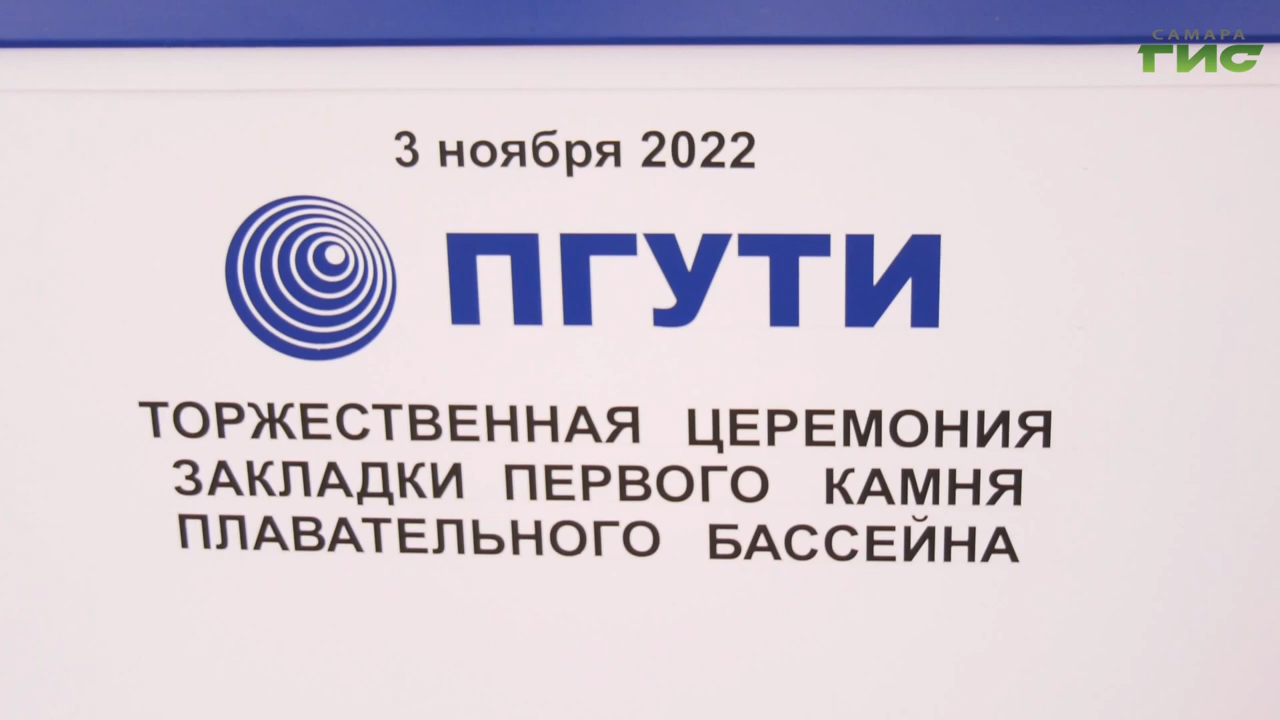 САМАРА
ГИС
3 ноября 2022
ПГУТИ
ТОРЖЕСТВЕННАЯ ЦЕРЕМОНИЯ
ЗАКЛАДКИ ПЕРВОГО КАМНЯ
ПЛАВАТЕЛЬНОГО БАССЕЙНА